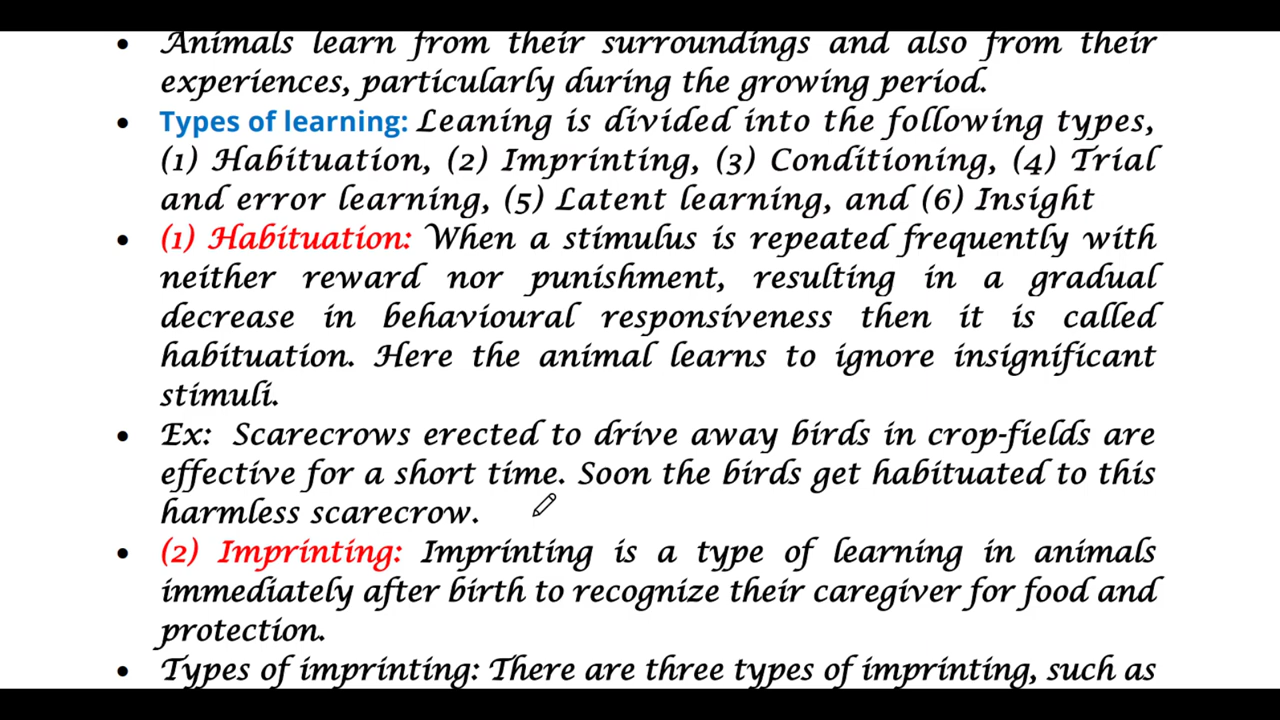 • Animals learn from their surroundings and also from their
experiences, particularly during the growing period.
• Types of learning: Leaning is divided into the following types,
(1) Habituation, (2) Imprinting, (3) Conditioning, (4) Trial
and error learning, (5) Latent learning, and (6) Insight
• (1) Habituation: When a stimulus is repeated frequently with
neither reward nor punishment, resulting in a gradual
decrease in behavioural responsiveness then it is called
habituation. Here the animal learns to ignore insignificant
stimuli.
• Ex: Scarecrows erected to drive away birds in crop-fields are
effective for a short time. Soon the birds get habituated to this
harmless scarecrow.
• (2) Imprinting: Imprinting is a type of learning in animals
immediately after birth to recognize their caregiver for food and
protection.
• Types of imprinting: There are three types of imprinting, such as